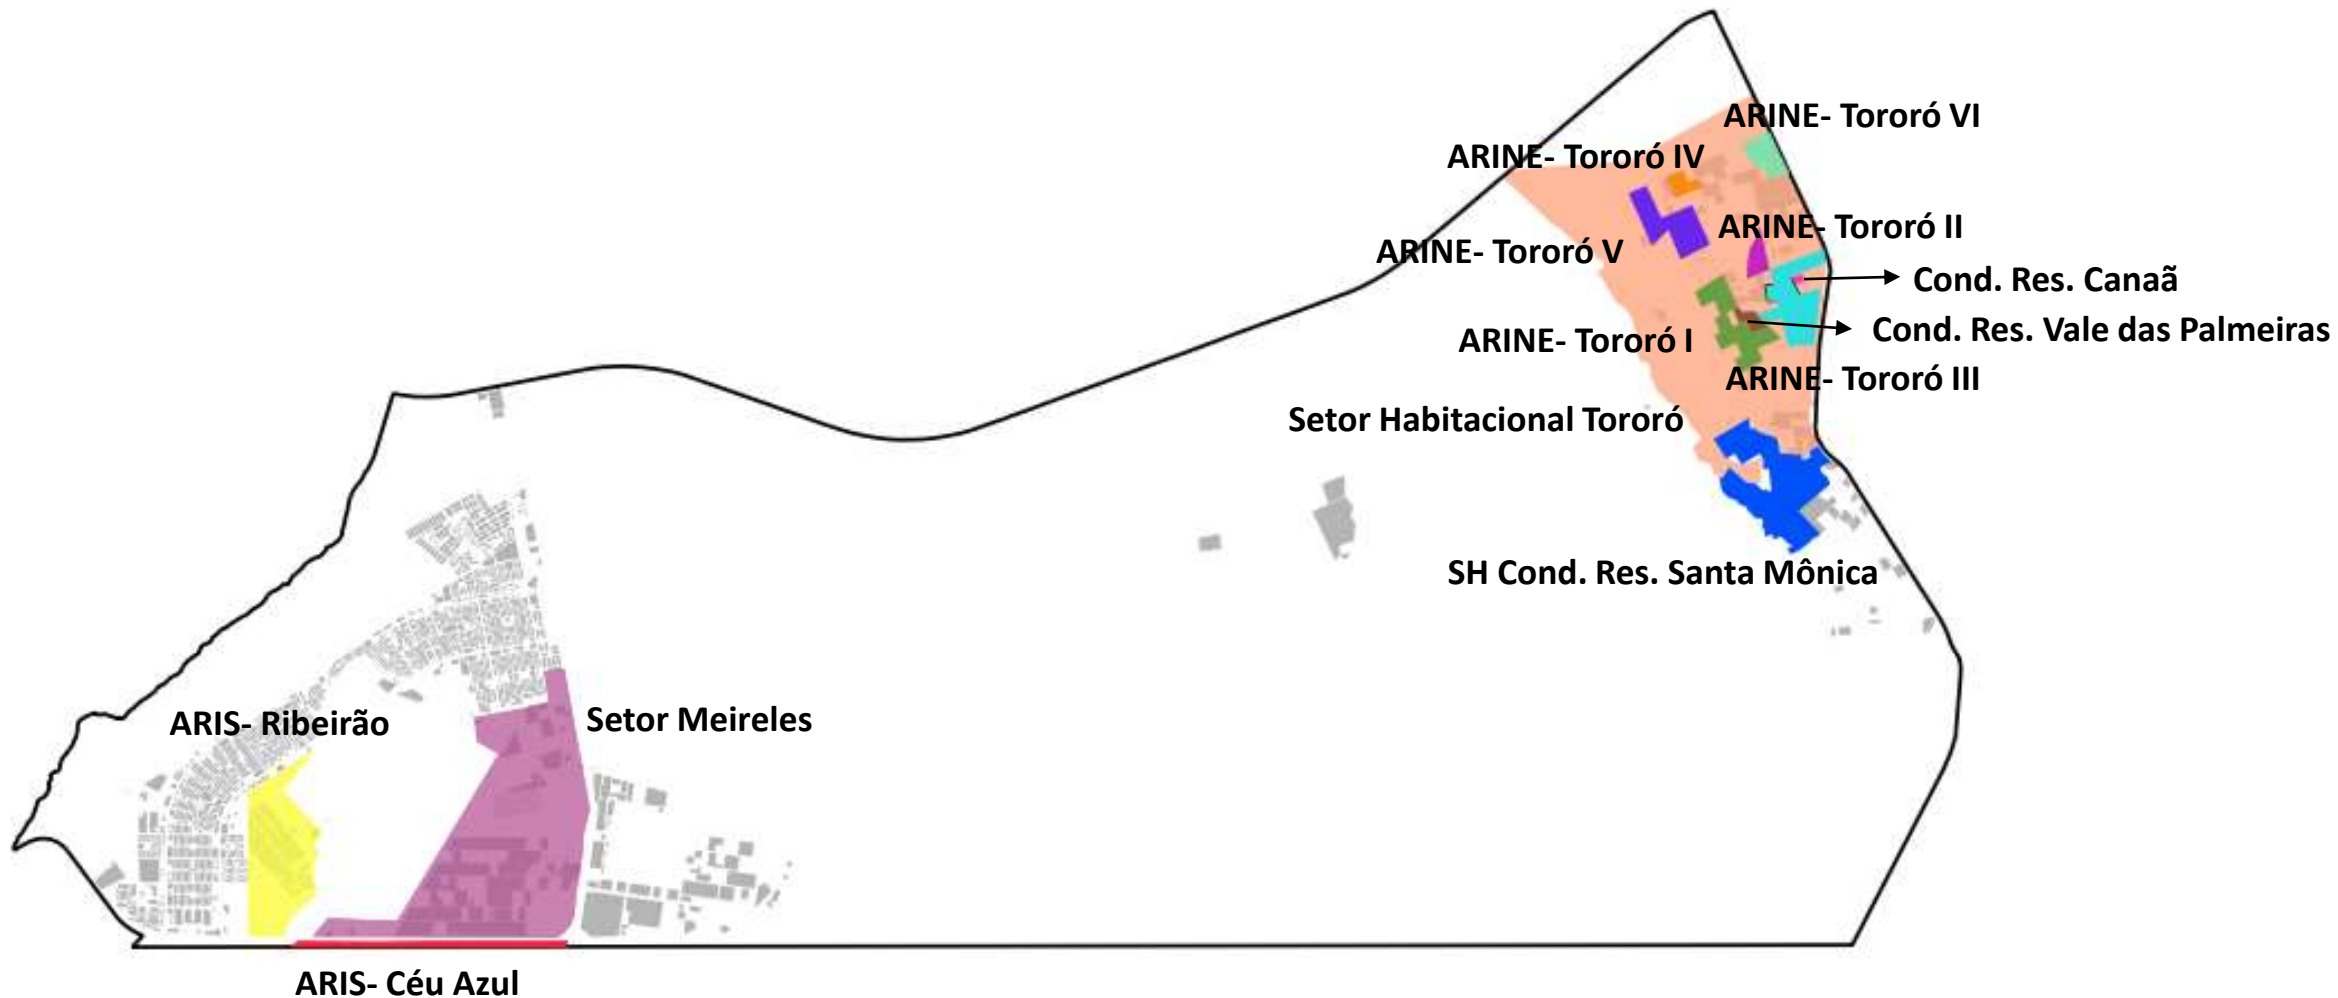 ARINE- Tororó VI
ARINE- Tororó IV
ARINE- Tororó II
ARINE- Tororó V
Cond. Res. Canaã
Cond. Res. Vale das Palmeiras
ARINE- Tororó I
ARINE- Tororó III
Setor Habitacional Tororó
SH Cond. Res. Santa Mônica
ARIS- Ribeirão
Setor Meireles
ARIS- Céu Azul